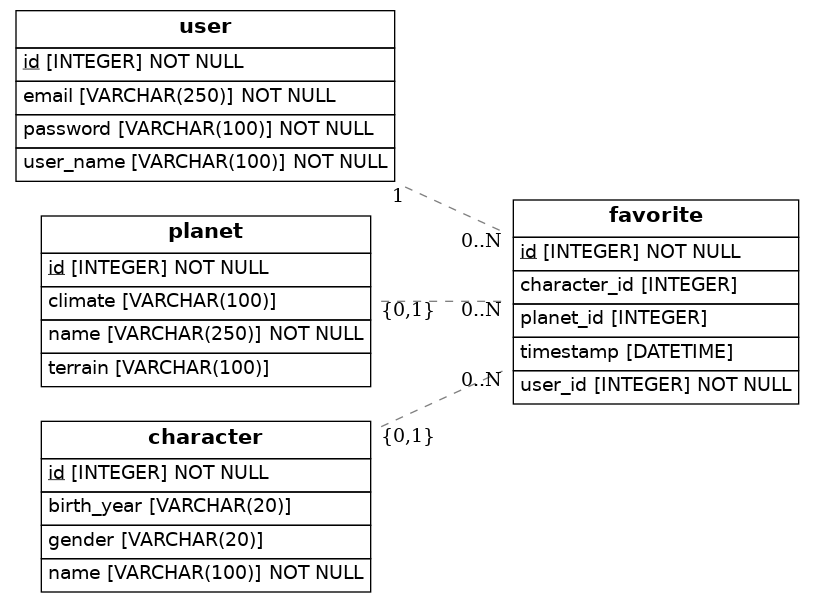 user
id [INTEGER] NOT NULL
email [VARCHAR(250)] NOT NULL
password [VARCHAR(100)] NOT NULL
user_name [VARCHAR(100)] NOT NULL
1
0..N
planet
id [INTEGER] NOT NULL
climate [VARCHAR(100)]
name [VARCHAR(250)] NOT NULL
terrain [VARCHAR(100)]
{0,1}
0..N
character
id [INTEGER] NOT NULL
birth_year [VARCHAR(20)]
gender [VARCHAR(20)]
name [VARCHAR(100)] NOT NULL
{0,1}
0..N
favorite
id [INTEGER] NOT NULL
character_id [INTEGER]
planet_id [INTEGER]
timestamp [DATETIME]
user_id [INTEGER] NOT NULL